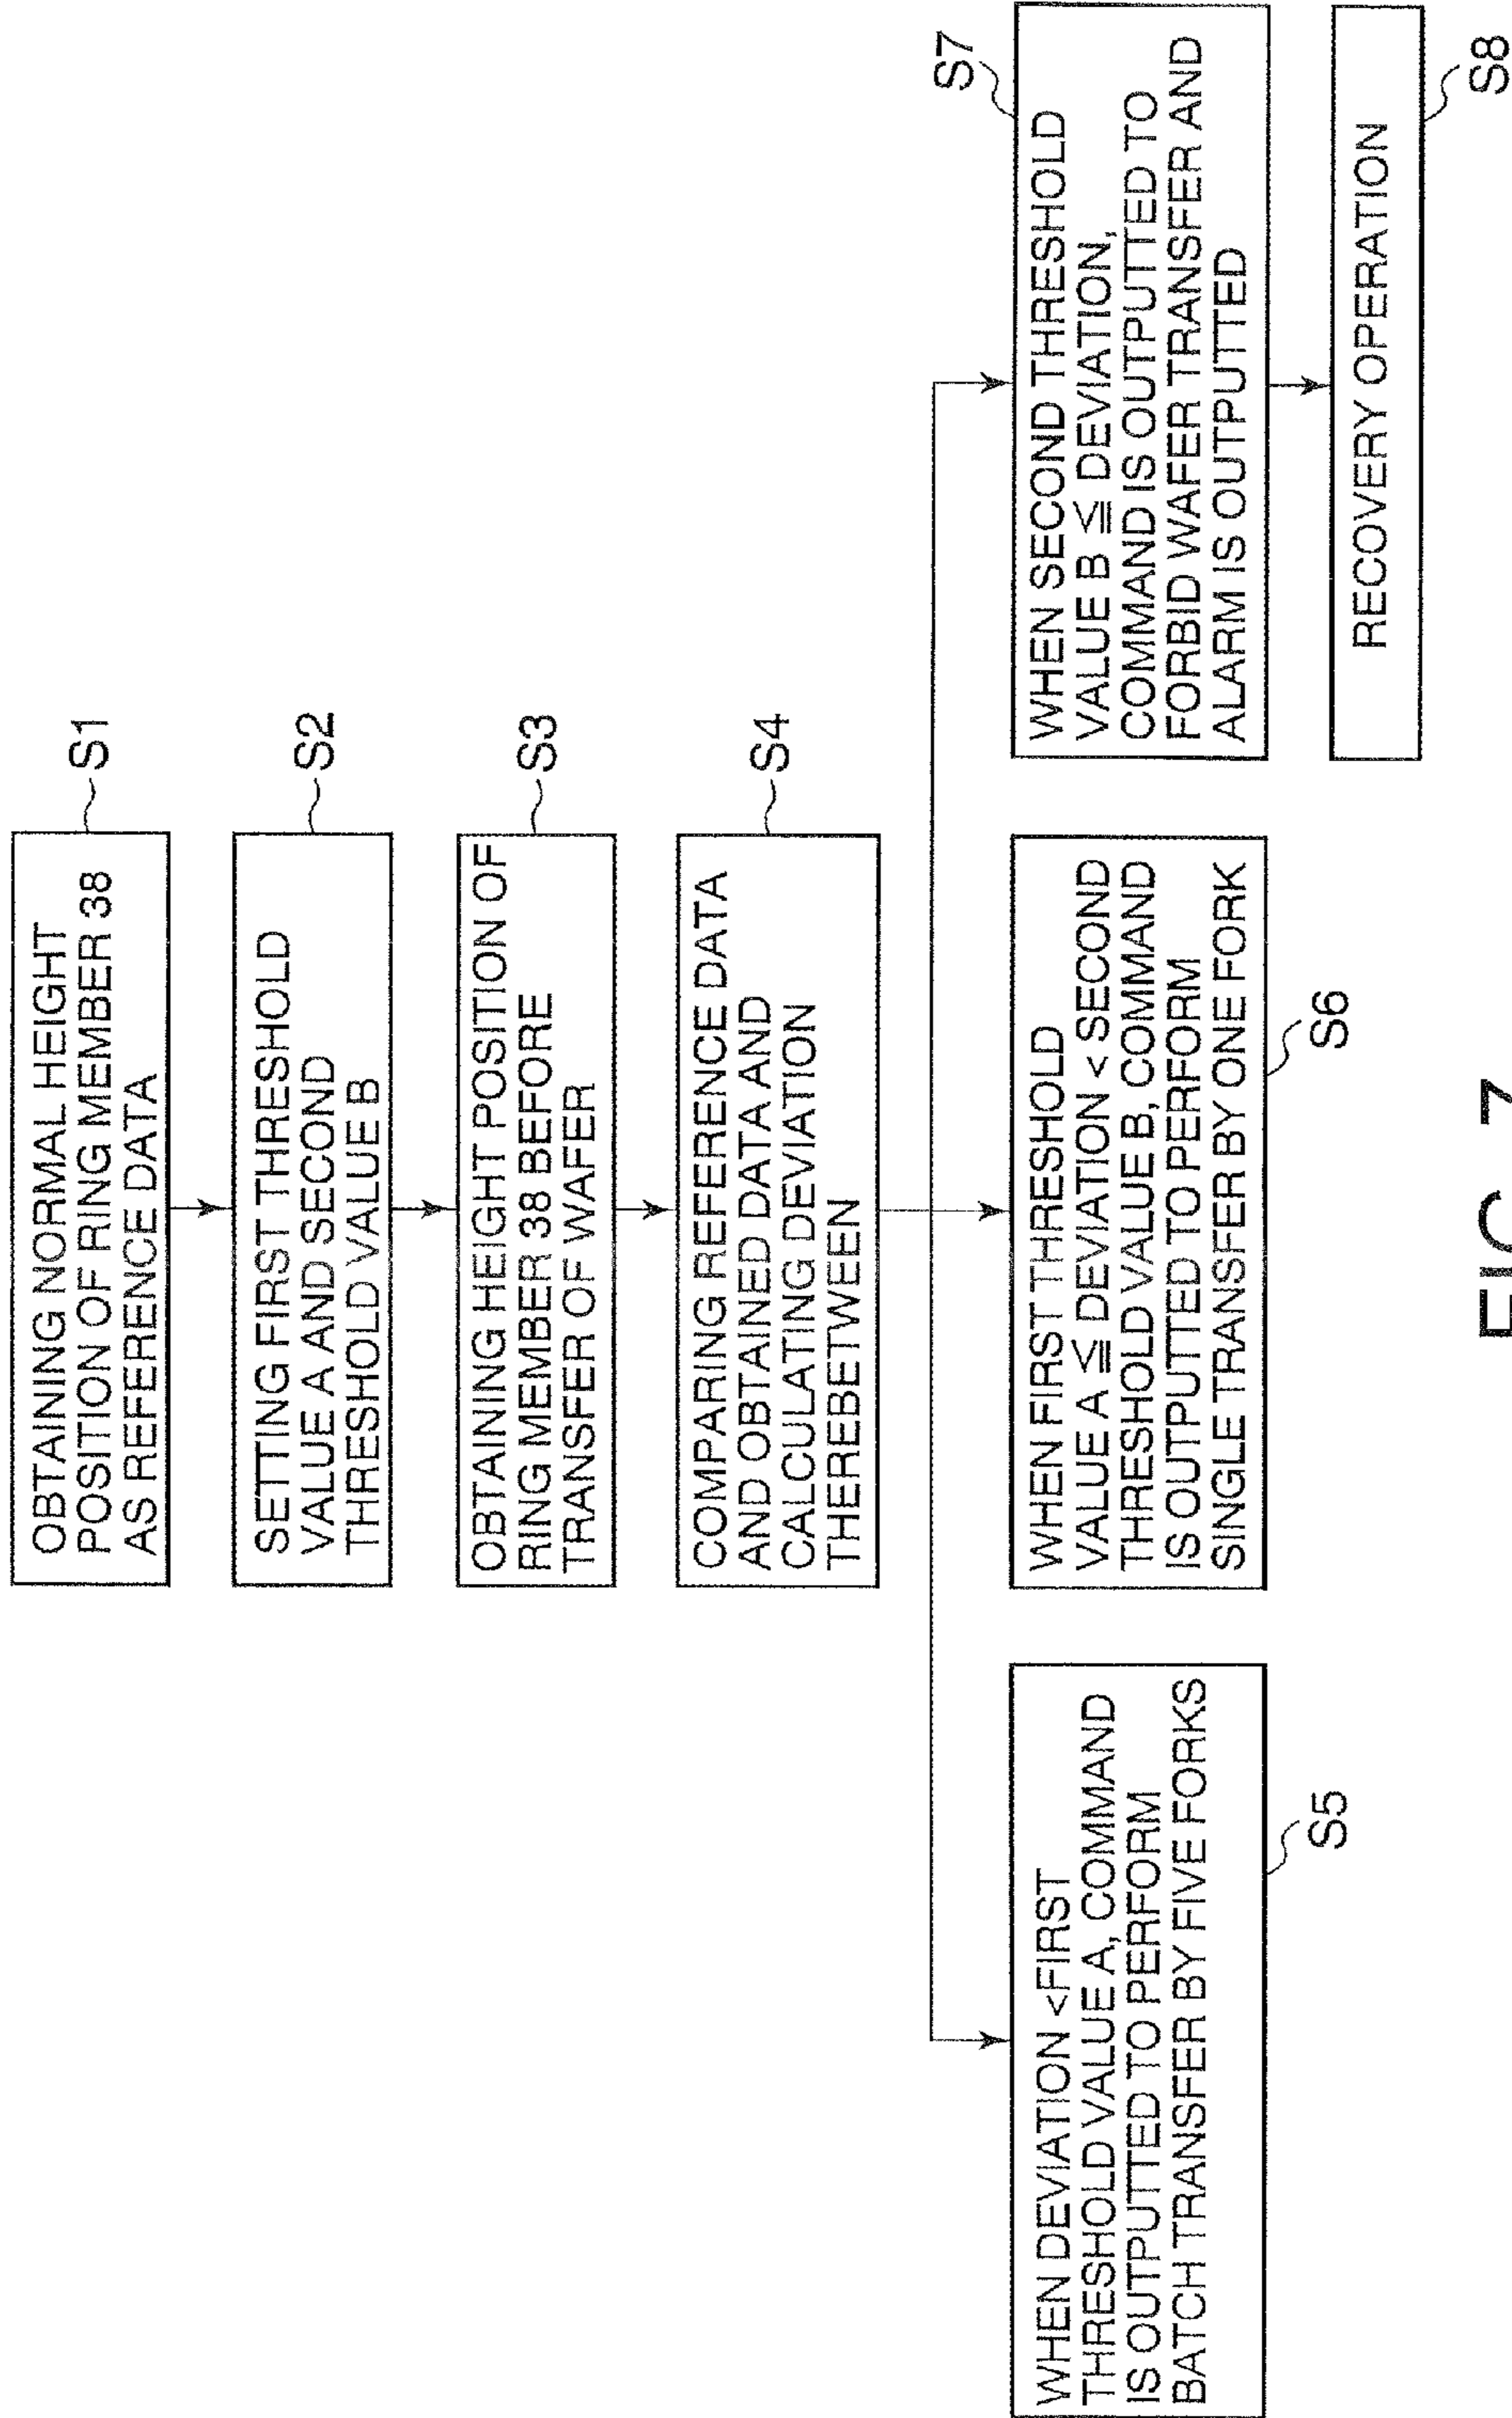 OBTAINING NORMAL HEIGHT
POSITION OF RING MEMBER 38
AS REFERENCE DATA
S1
SETTING FIRST THRESHOLD
VALUE A AND SECOND
THRESHOLD VALUE B
S2
OBTAINING HEIGHT POSITION OF
RING MEMBER 38 BEFORE
TRANSFER OF WAFER
S3
COMPARING REFERENCE DATA
AND OBTAINED DATA AND
CALCULATING DEVIATION
THEREBETWEEN
S4
WHEN DEVIATION <FIRST
THRESHOLD VALUE A, COMMAND
IS OUTPUTTED TO PERFORM
BATCH TRANSFER BY FIVE FORKS
S5
WHEN FIRST THRESHOLD
VALUE A ≦ DEVIATION < SECOND
THRESHOLD VALUE B, COMMAND
IS OUTPUTTED TO PERFORM
SINGLE TRANSFER BY ONE FORK
S6
WHEN SECOND THRESHOLD
VALUE B ≦ DEVIATION,
COMMAND IS OUTPUTTED TO
FORBID WAFER TRANSFER AND
ALARM IS OUTPUTTED
S7
RECOVERY OPERATION
S8
FIG. 7